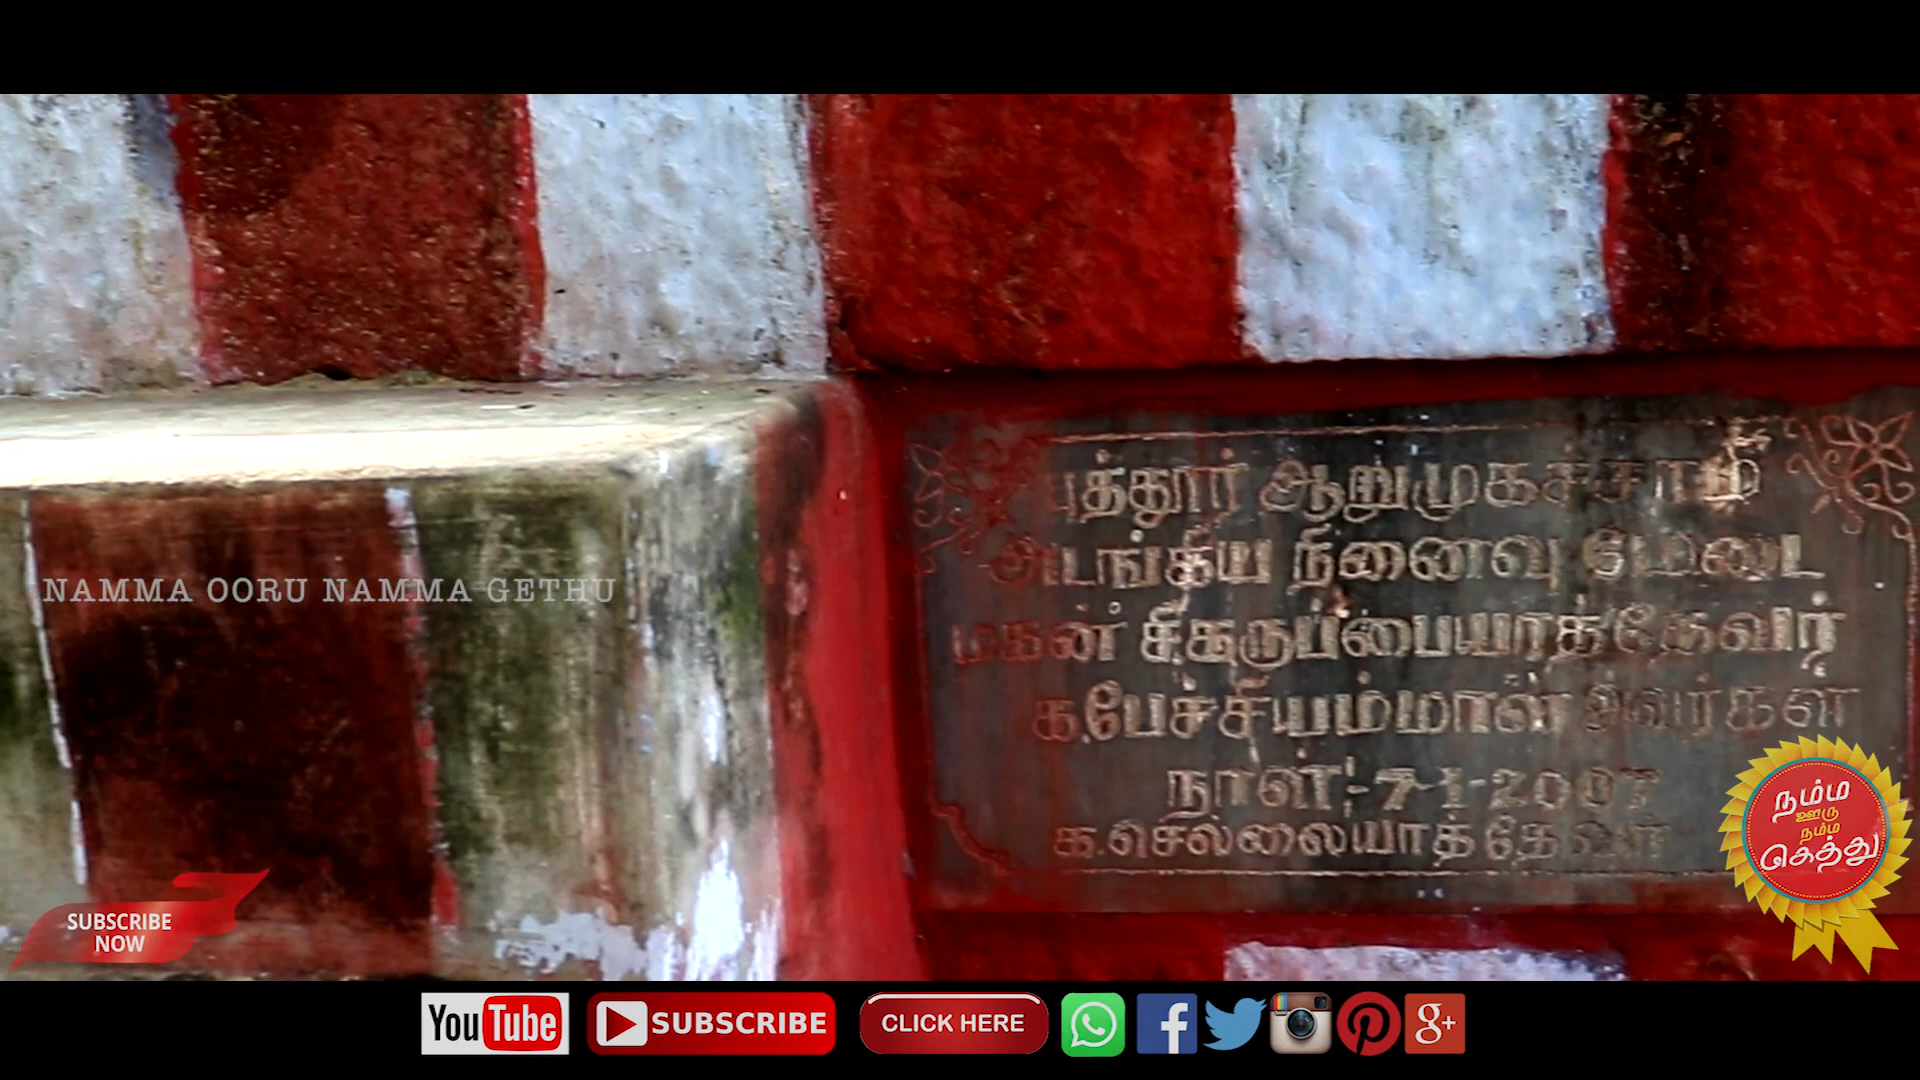 புத்தூர் ஆறுமுகச்சாமி
அடங்கிய நினைவு மேடை
மகன் சி.கருப்பையாத்தேவர்
க.பேச்சியம்மாள் அவர்கள்
நாள்:-7-1-2007
க.செல்லையாத்தேவர்
NAMMA OORU NAMMA GETHU
நம்ம
ஊரு
நம்ம
கெத்து
SUBSCRIBE
NOW
YouTube
SUBSCRIBE
CLICK HERE
f
g+